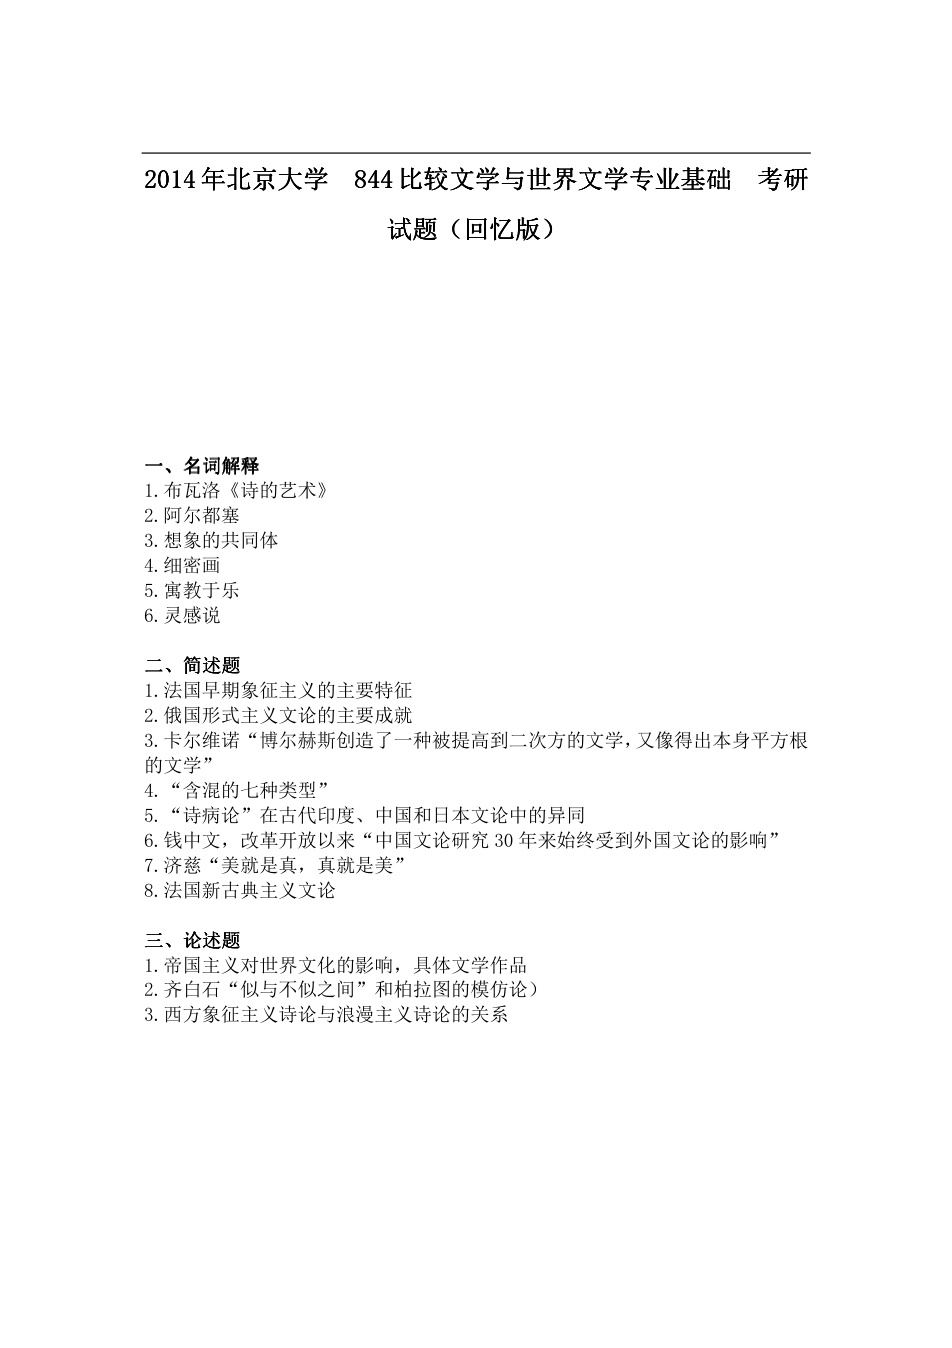 2014年北京大学　844比较文学与世界文学专业基础　考研
试题（回忆版）
一、名词解释
1.布瓦洛《诗的艺术》
2.阿尔都塞
3.想象的共同体
4.细密画
5.寓教于乐
6.灵感说
二、简述题
1.法国早期象征主义的主要特征
2.俄国形式主义文论的主要成就
3.卡尔维诺“博尔赫斯创造了一种被提高到二次方的文学，又像得出本身平方根
的文学”
4.“含混的七种类型”
5.“诗病论”在古代印度、中国和日本文论中的异同
6.钱中文，改革开放以来“中国文论研究30年来始终受到外国文论的影响”
7.济慈“美就是真，真就是美”
8.法国新古典主义文论
三、论述题
1.帝国主义对世界文化的影响，具体文学作品
2.齐白石“似与不似之间”和柏拉图的模仿论）
3.西方象征主义诗论与浪漫主义诗论的关系